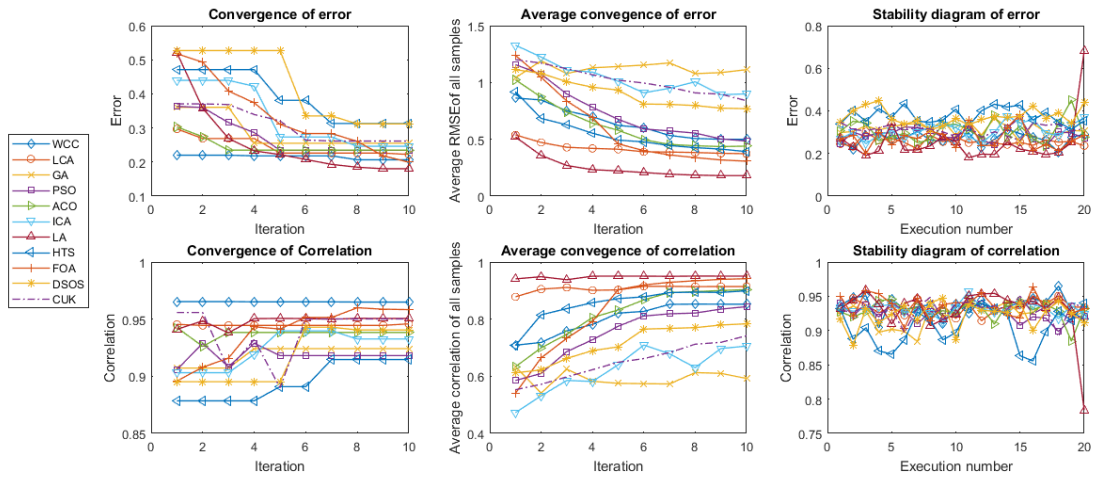 WCC
LCA
GA
PSO
ACO
ICA
LA
HTS
FOA
DSOS
CUK
Convergence of error
Error
0.6
0.5
0.4
0.3
0.2
0.1
0 2 4 6 8 10
Iteration
Average convegence of error
Average RMSEof all samples
1.5
1
0.5
0
0 2 4 6 8 10
Iteration
Stability diagram of error
Error
0.8
0.6
0.4
0.2
0
0 5 10 15 20
Execution number
Convergence of Correlation
Correlation
1
0.95
0.9
0.85
0 2 4 6 8 10
Iteration
Average convegence of correlation
Average correlation of all samples
1
0.8
0.6
0.4
0 2 4 6 8 10
Iteration
Stability diagram of correlation
Correlation
1
0.95
0.9
0.85
0.8
0.75
0 5 10 15 20
Execution number